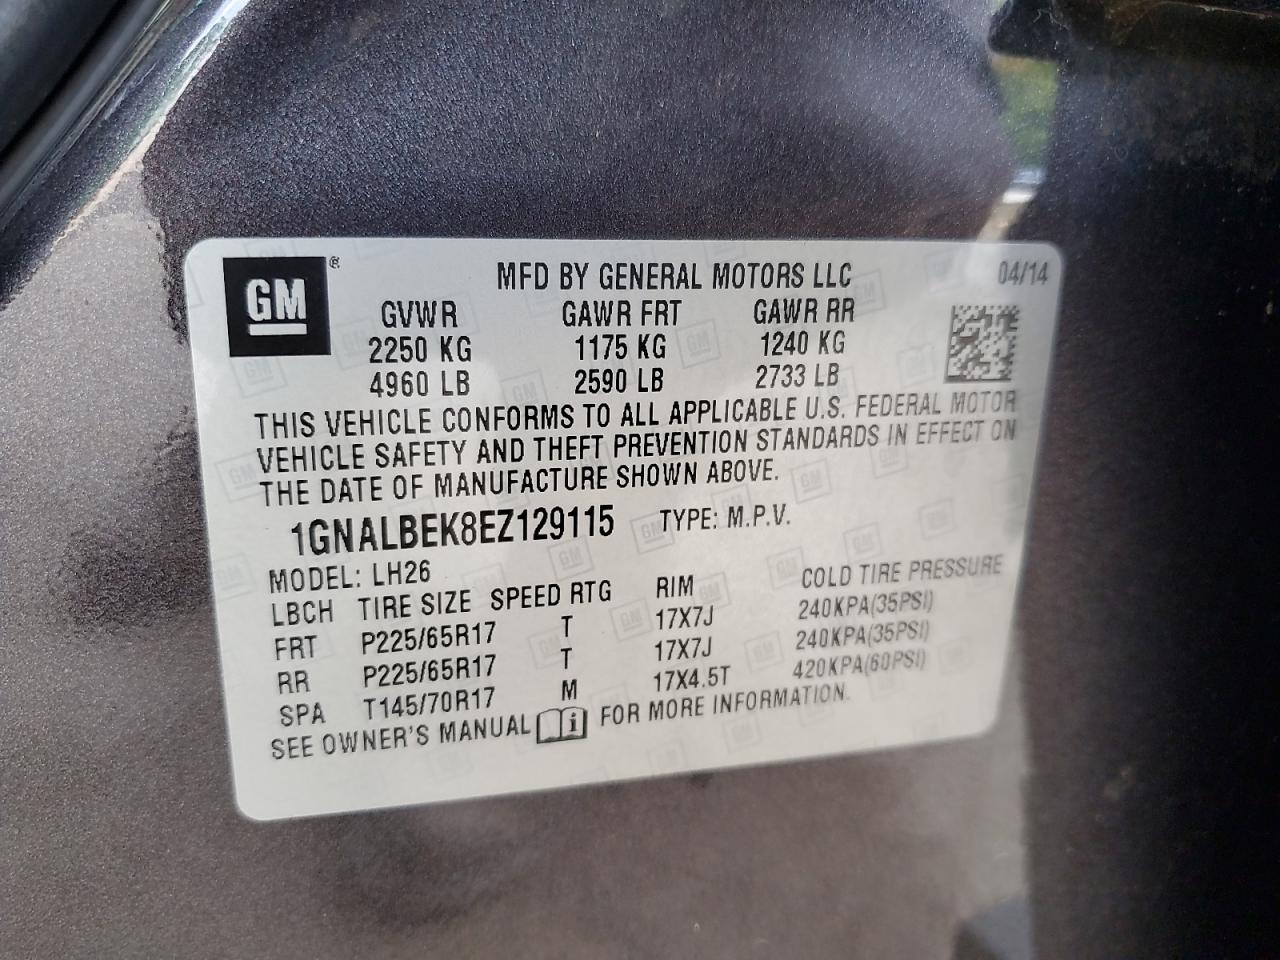 GM ®
MFD BY GENERAL MOTORS LLC 04/14
GVWR GAWR FRT GAWR RR
2250 KG 1175 KG 1240 KG
4960 LB 2590 LB 2733 LB
THIS VEHICLE CONFORMS TO ALL APPLICABLE U.S. FEDERAL MOTOR
VEHICLE SAFETY AND THEFT PREVENTION STANDARDS IN EFFECT ON
THE DATE OF MANUFACTURE SHOWN ABOVE.
1GNALBEK8EZ129115 TYPE: M.P.V.
MODEL: LH26
LBCH TIRE SIZE SPEED RTG RIM COLD TIRE PRESSURE
FRT P225/65R17 T 17X7J 240KPA(35PSI)
RR P225/65R17 T 17X7J 240KPA(35PSI)
SPA T145/70R17 M 17X4.5T 420KPA(60PSI)
SEE OWNER'S MANUAL FOR MORE INFORMATION.